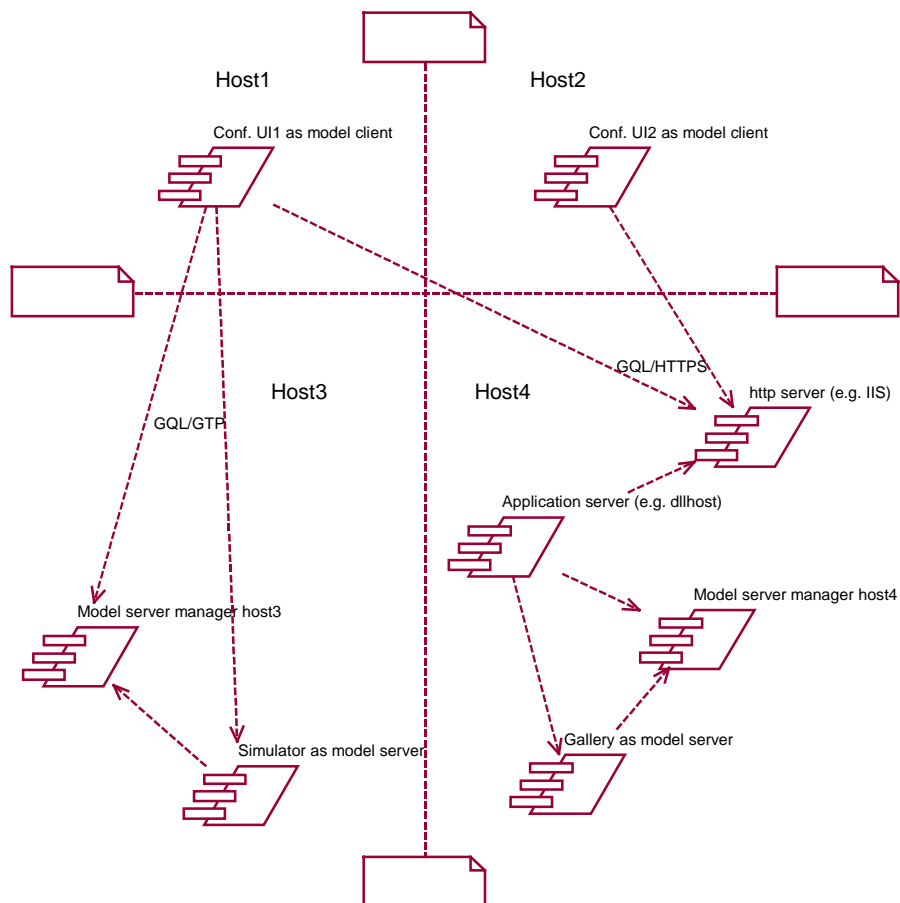 Host1
Host2
Conf. UI1 as model client
Conf. UI2 as model client
GQL/HTTPS
Host3
Host4
http server (e.g. IIS)
GQL/GTP
Application server (e.g. dllhost)
Model server manager host3
Model server manager host4
Simulator as model server
Gallery as model server